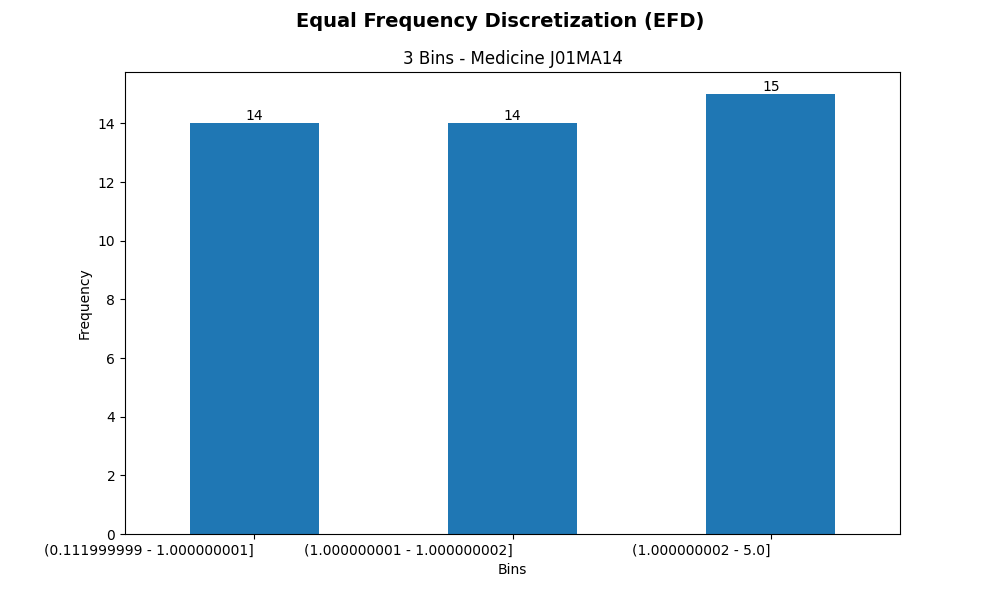 Equal Frequency Discretization (EFD)
3 Bins - Medicine J01MA14
14
14
15
14
12
10
8
6
4
2
0
Frequency
(0.111999999 - 1.000000001]
(1.000000001 - 1.000000002]
(1.000000002 - 5.0]
Bins